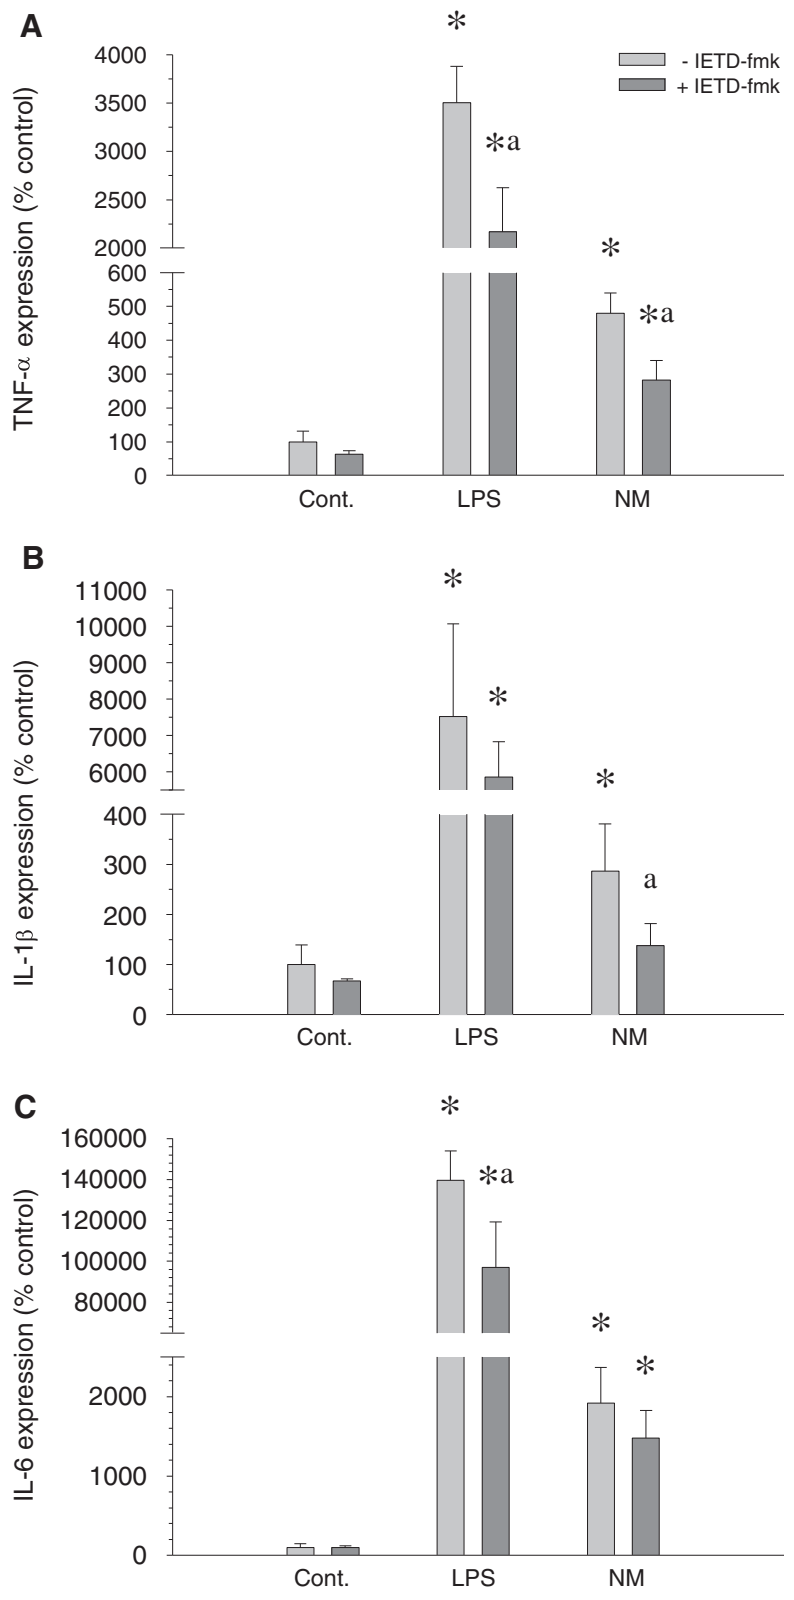 A
TNF-α expression (% control)
4000
3500
3000
2500
2000
600
500
400
300
200
100
0
*
*a
*
*a
- IETD-fmk
+ IETD-fmk
Cont. LPS NM
B
IL-1β expression (% control)
11000
10000
9000
8000
7000
6000
400
300
200
100
0
*
*
*
a
Cont. LPS NM
C
IL-6 expression (% control)
160000
140000
120000
100000
80000
2000
1000
0
*
*a
*
*
Cont. LPS NM